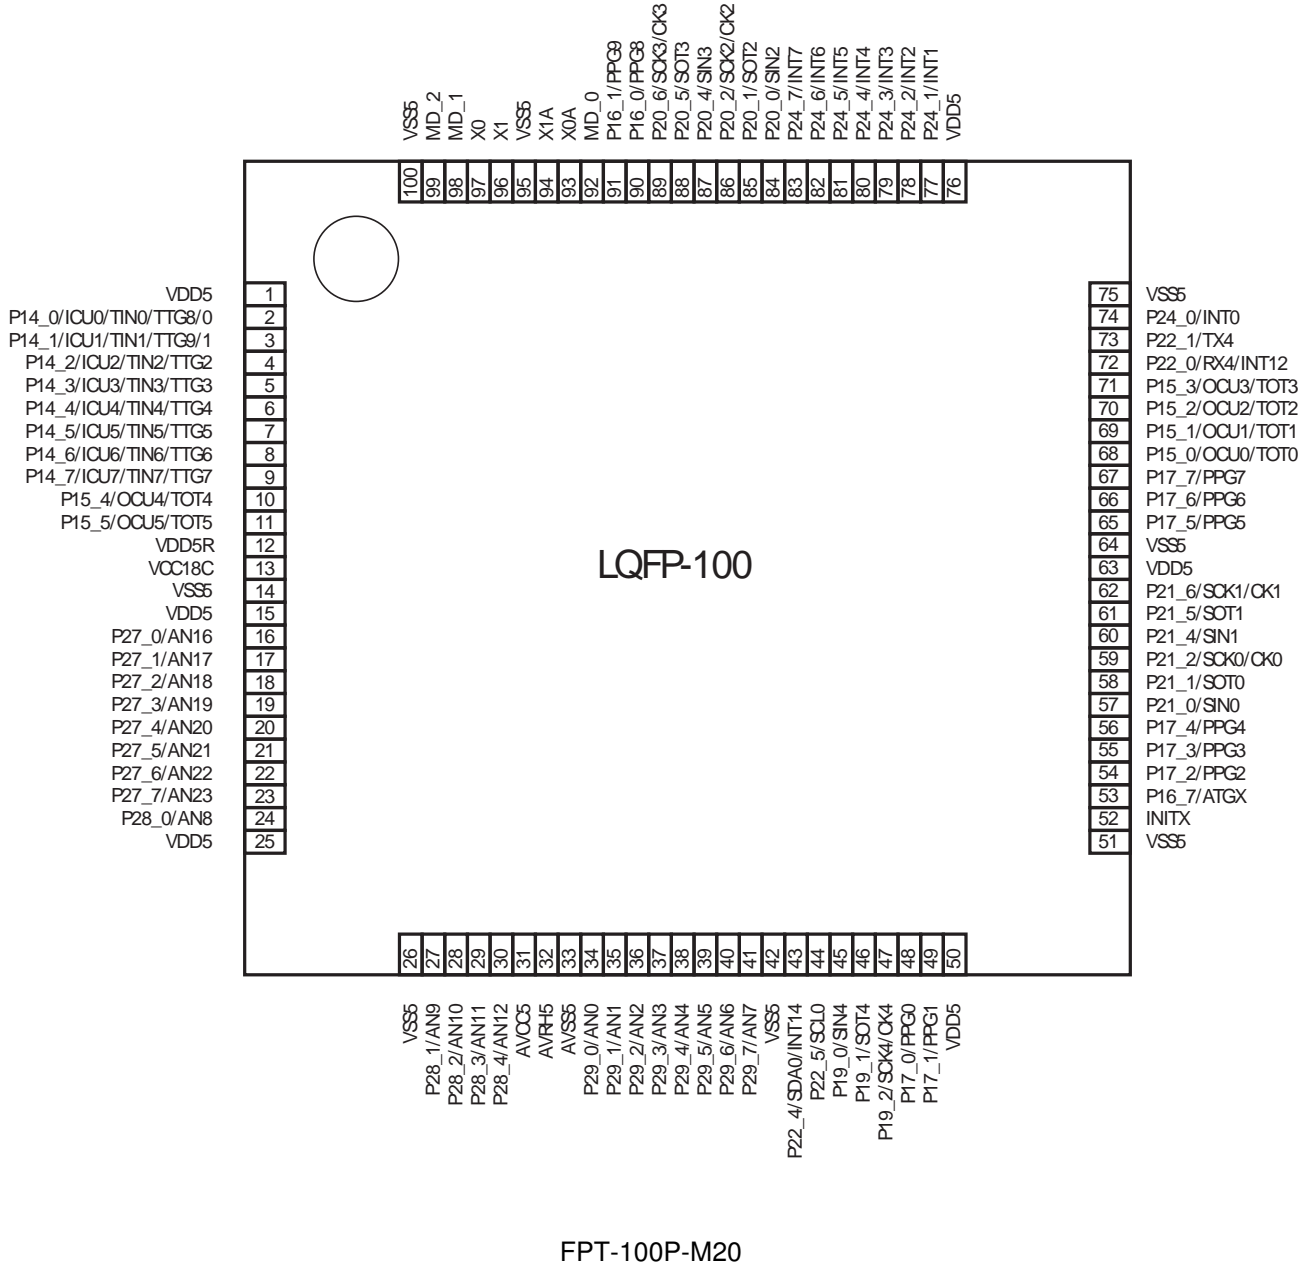 VSS5
MD_2
MD_1
X0
X1
VSS5
X1A
X0A
MD_0
P16_1/PPG9
P16_0/PPG8
P20_6/SCK3/CK3
P20_5/SOT3
P20_4/SIN3
P20_2/SCK2/CK2
P20_1/SOT2
P20_0/SIN2
P24_7/INT7
P24_6/INT6
P24_5/INT5
P24_4/INT4
P24_3/INT3
P24_2/INT2
P24_1/INT1
VDD5
100
99
98
97
96
95
94
93
92
91
90
89
88
87
86
85
84
83
82
81
80
79
78
77
76
VDD5 1
P14_0/ICU0/TIN0/TTG8/0 2
P14_1/ICU1/TIN1/TTG9/1 3
P14_2/ICU2/TIN2/TTG2 4
P14_3/ICU3/TIN3/TTG3 5
P14_4/ICU4/TIN4/TTG4 6
P14_5/ICU5/TIN5/TTG5 7
P14_6/ICU6/TIN6/TTG6 8
P14_7/ICU7/TIN7/TTG7 9
P15_4/OCU4/TOT4 10
P15_5/OCU5/TOT5 11
VDD5R 12
VCC18C 13
VSS5 14
VDD5 15
P27_0/AN16 16
P27_1/AN17 17
P27_2/AN18 18
P27_3/AN19 19
P27_4/AN20 20
P27_5/AN21 21
P27_6/AN22 22
P27_7/AN23 23
P28_0/AN8 24
VDD5 25
LQFP-100
75 VSS5
74 P24_0/INT0
73 P22_1/TX4
72 P22_0/RX4/INT12
71 P15_3/OCU3/TOT3
70 P15_2/OCU2/TOT2
69 P15_1/OCU1/TOT1
68 P15_0/OCU0/TOT0
67 P17_7/PPG7
66 P17_6/PPG6
65 P17_5/PPG5
64 VSS5
63 VDD5
62 P21_6/SCK1/CK1
61 P21_5/SOT1
60 P21_4/SIN1
59 P21_2/SCK0/CK0
58 P21_1/SOT0
57 P21_0/SIN0
56 P17_4/PPG4
55 P17_3/PPG3
54 P17_2/PPG2
53 P16_7/ATGX
52 INITX
51 VSS5
26
27
28
29
30
31
32
33
34
35
36
37
38
39
40
41
42
43
44
45
46
47
48
49
50
VSS5
P28_1/AN9
P28_2/AN10
P28_3/AN11
P28_4/AN12
AVCC5
AVRH5
AVSS5
P29_0/AN0
P29_1/AN1
P29_2/AN2
P29_3/AN3
P29_4/AN4
P29_5/AN5
P29_6/AN6
P29_7/AN7
VSS5
P22_4/SDA0/INT14
P22_5/SCL0
P19_0/SIN4
P19_1/SOT4
P19_2/SCK4/CK4
P17_0/PPG0
P17_1/PPG1
VDD5
FPT-100P-M20